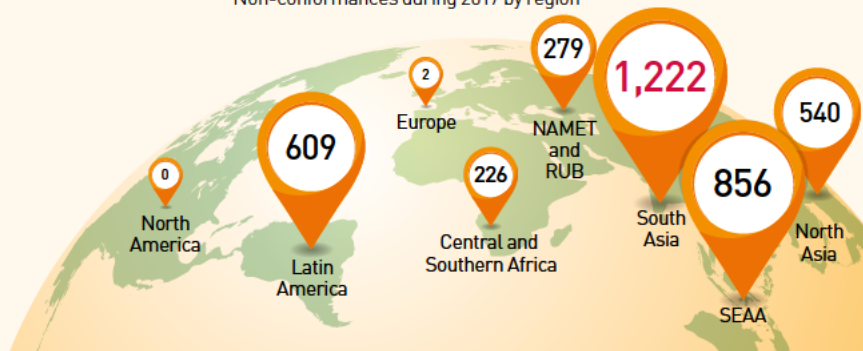 Non-conformances during 2017 by region
0
North
America
609
Latin
America
2
Europe
226
Central and
Southern Africa
279
NAMET
and
RUB
1,222
South
Asia
856
SEAA
540
North
Asia